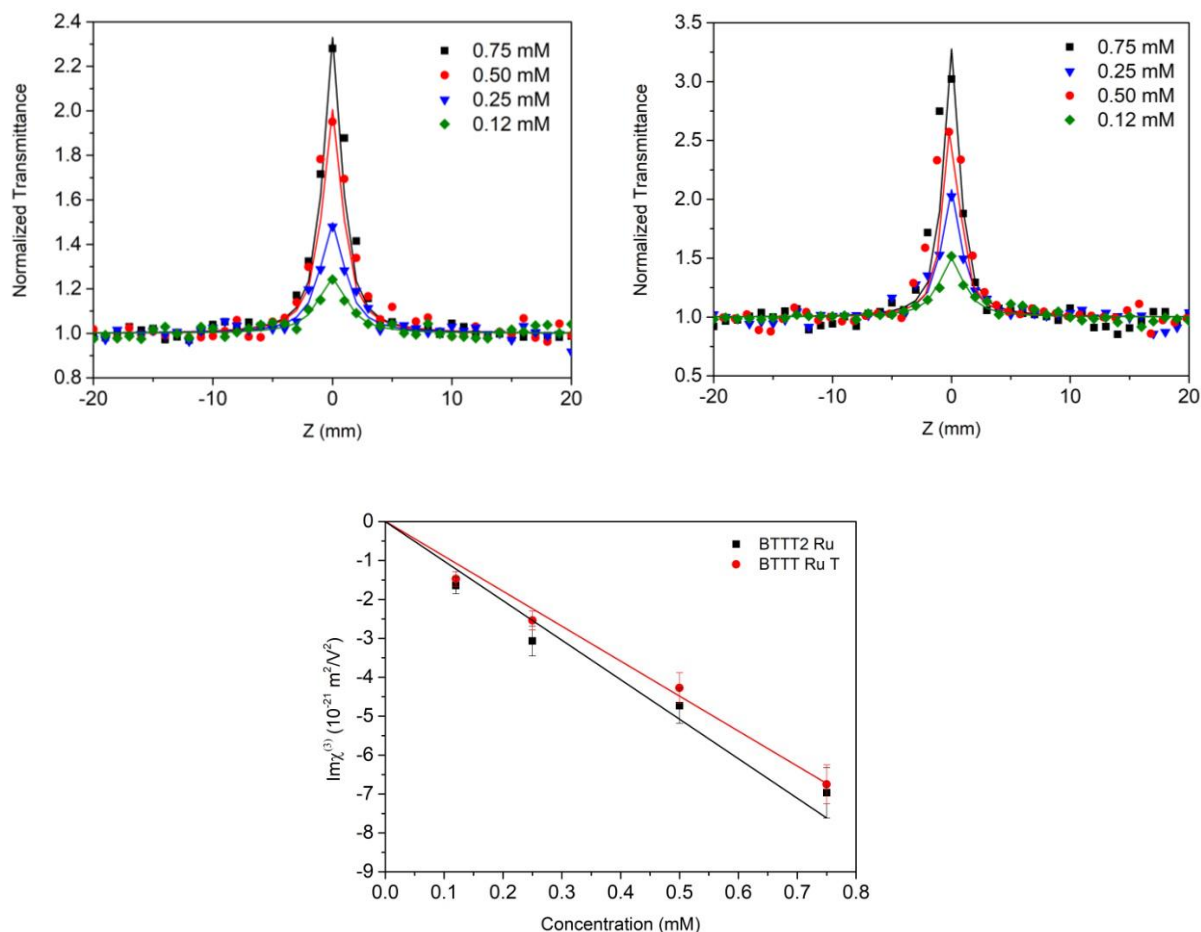 2.4
2.2
2.0
1.8
1.6
1.4
1.2
1.0
0.8
Normalized Transmittance
0.75 mM
0.50 mM
0.25 mM
0.12 mM
-20
-10
0
10
20
Z (mm)
3.5
3.0
2.5
2.0
1.5
1.0
0.5
Normalized Transmittance
0.75 mM
0.25 mM
0.50 mM
0.12 mM
-20
-10
0
10
20
Z (mm)
0
-1
-2
-3
-4
-5
-6
-7
-8
-9
Imχ⁽³⁾ (10⁻²¹ m²/V²)
BTTT2 Ru
BTTT Ru T
0.0
0.1
0.2
0.3
0.4
0.5
0.6
0.7
0.8
Concentration (mM)